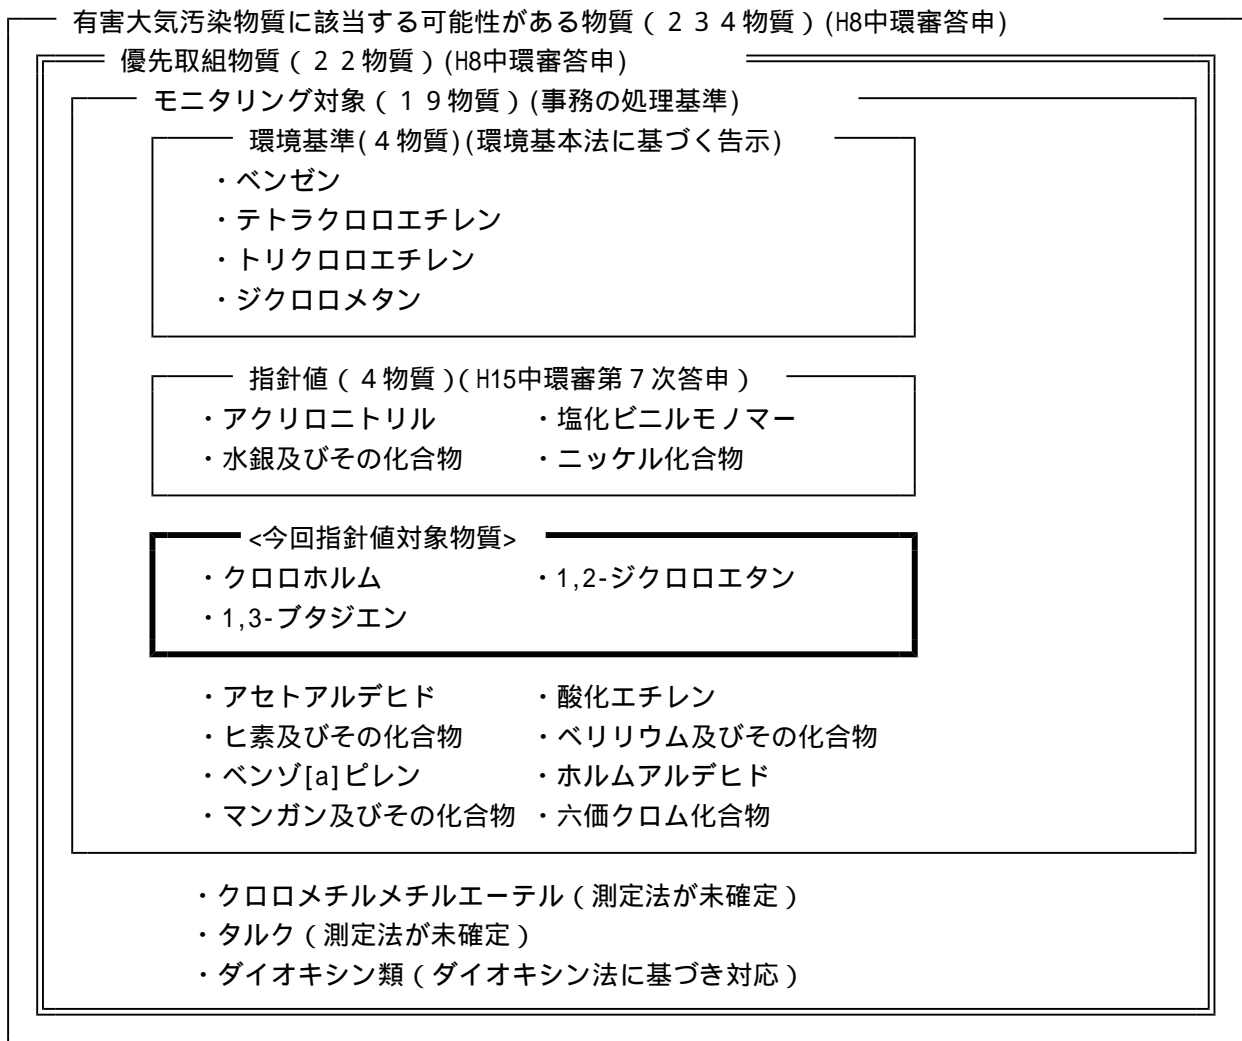 有害大気汚染物質に該当する可能性がある物質(234物質)(H8中環審答申)
優先取組物質(22物質)(H8中環審答申)
モニタリング対象(19物質)(事務の処理基準)
環境基準(4物質)(環境基本法に基づく告示)
・ベンゼン
・テトラクロロエチレン
・トリクロロエチレン
・ジクロロメタン
指針値(4物質)(H15中環審第7次答申)
・アクリロニトリル ・塩化ビニルモノマー
・水銀及びその化合物 ・ニッケル化合物
<今回指針値対象物質>
・クロロホルム ・1,2-ジクロロエタン
・1,3-ブタジエン
・アセトアルデヒド ・酸化エチレン
・ヒ素及びその化合物 ・ベリリウム及びその化合物
・ベンゾ[a]ピレン ・ホルムアルデヒド
・マンガン及びその化合物 ・六価クロム化合物
・クロロメチルメチルエーテル(測定法が未確定)
・タルク(測定法が未確定)
・ダイオキシン類(ダイオキシン法に基づき対応)